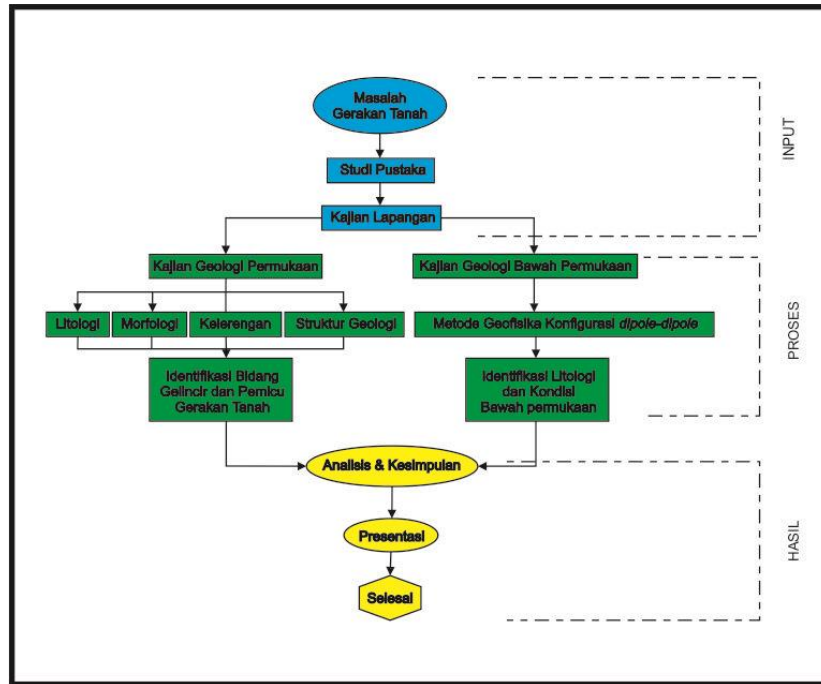 Masalah
Gerakan Tanah
Studi Pustaka
Kajian Lapangan
INPUT
Kajian Geologi Permukaan
Kajian Geologi Bawah Permukaan
Litologi
Morfologi
Kelerengan
Struktur Geologi
Metode Geofisika Konfigurasi dipole-dipole
Identifikasi Bidang
Gelincir dan Pemicu
Gerakan Tanah
Identifikasi Litologi
dan Kondisi
Bawah permukaan
PROSES
Analisis & Kesimpulan
Presentasi
Selesai
HASIL